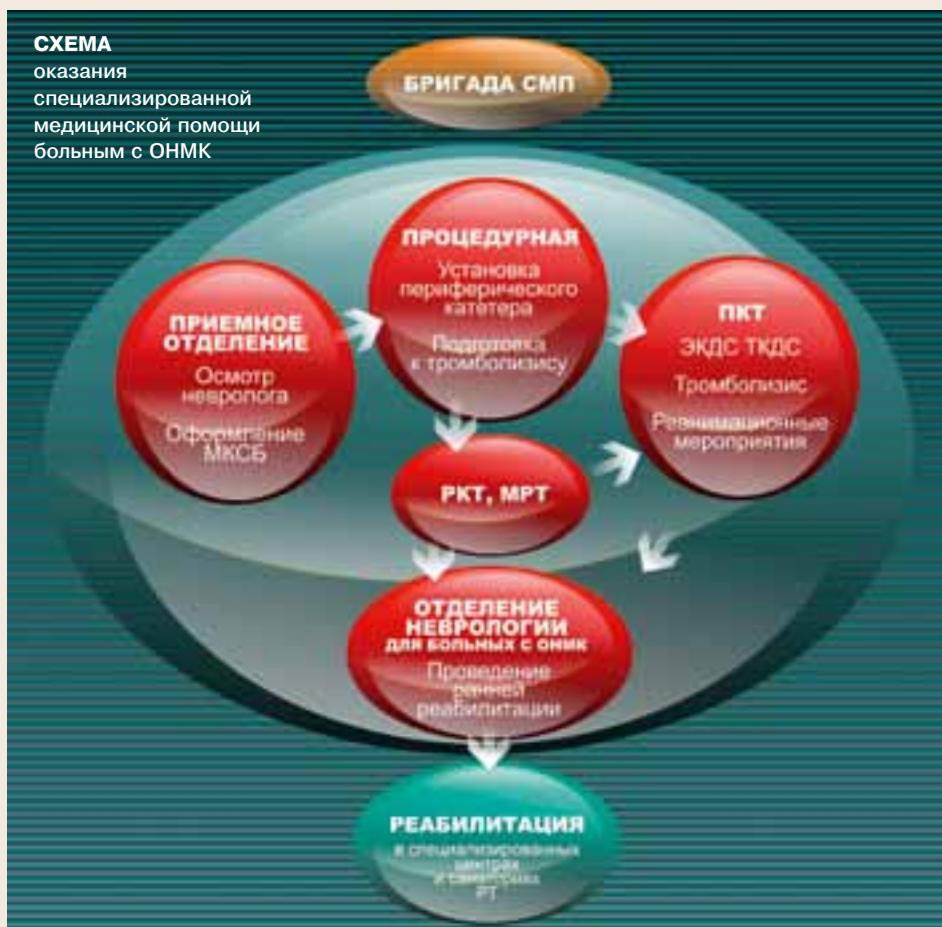 СХЕМА
оказания
специализированной
медицинской помощи
больным с ОНМК
БРИГАДА СМП
ПРИЕМНОЕ
ОТДЕЛЕНИЕ
Осмотр
невролога
Оформление
МКСБ
ПРОЦЕДУРНАЯ
Установка
периферического
катетера
Подготовка
к тромболизису
ПКТ
ЭКДС ТКДС
Тромболизис
Реанимационные
мероприятия
РКТ, МРТ
ОТДЕЛЕНИЕ
НЕВРОЛОГИИ
ДЛЯ БОЛЬНЫХ С ОНМК
Проведение
ранней
реабилитации
РЕАБИЛИТАЦИЯ
в специализированных
центрах
и санаториях
РТ